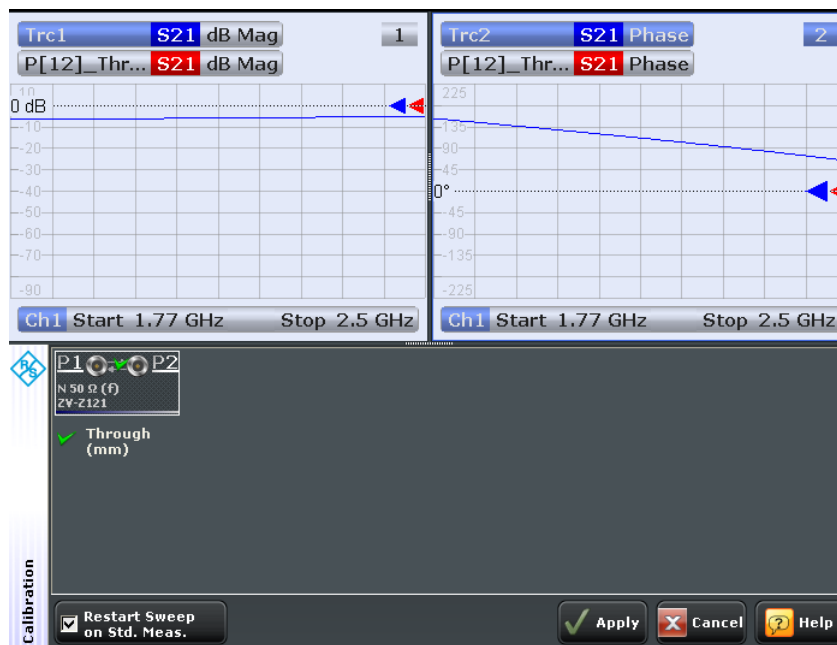 Trc1 S21 dB Mag 1
P[12]_Thr... S21 dB Mag
10
0 dB
-10
-20
-30
-40
-50
-60
-70
-90
Ch1 Start 1.77 GHz Stop 2.5 GHz
Trc2 S21 Phase 2
P[12]_Thr... S21 Phase
225
135
90
45
0°
-45
-90
-135
-225
Ch1 Start 1.77 GHz Stop 2.5 GHz
R&S
P1 P2
N 50 Ω (f)
ZV-Z121
Through
(mm)
Calibration
Restart Sweep
on Std. Meas.
Apply
Cancel
? Help